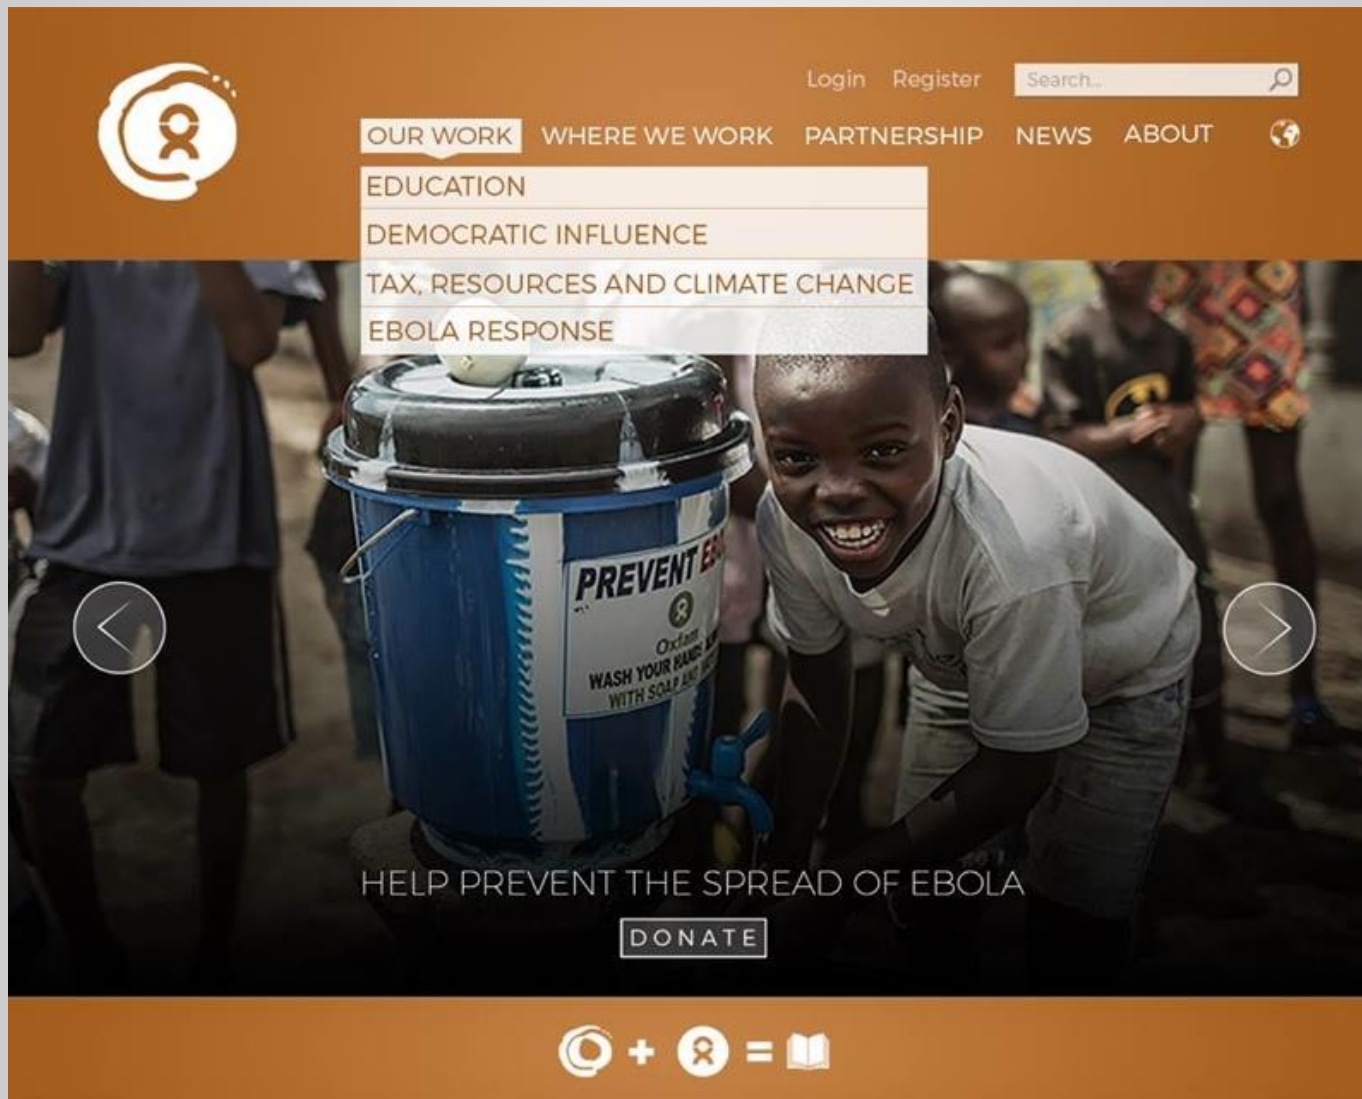 Login Register Search...
OUR WORK WHERE WE WORK PARTNERSHIP NEWS ABOUT
EDUCATION
DEMOCRATIC INFLUENCE
TAX, RESOURCES AND CLIMATE CHANGE
EBOLA RESPONSE
PREVENT
Oxfam
WASH YOUR HANDS
WITH SOAP AND
HELP PREVENT THE SPREAD OF EBOLA
DONATE